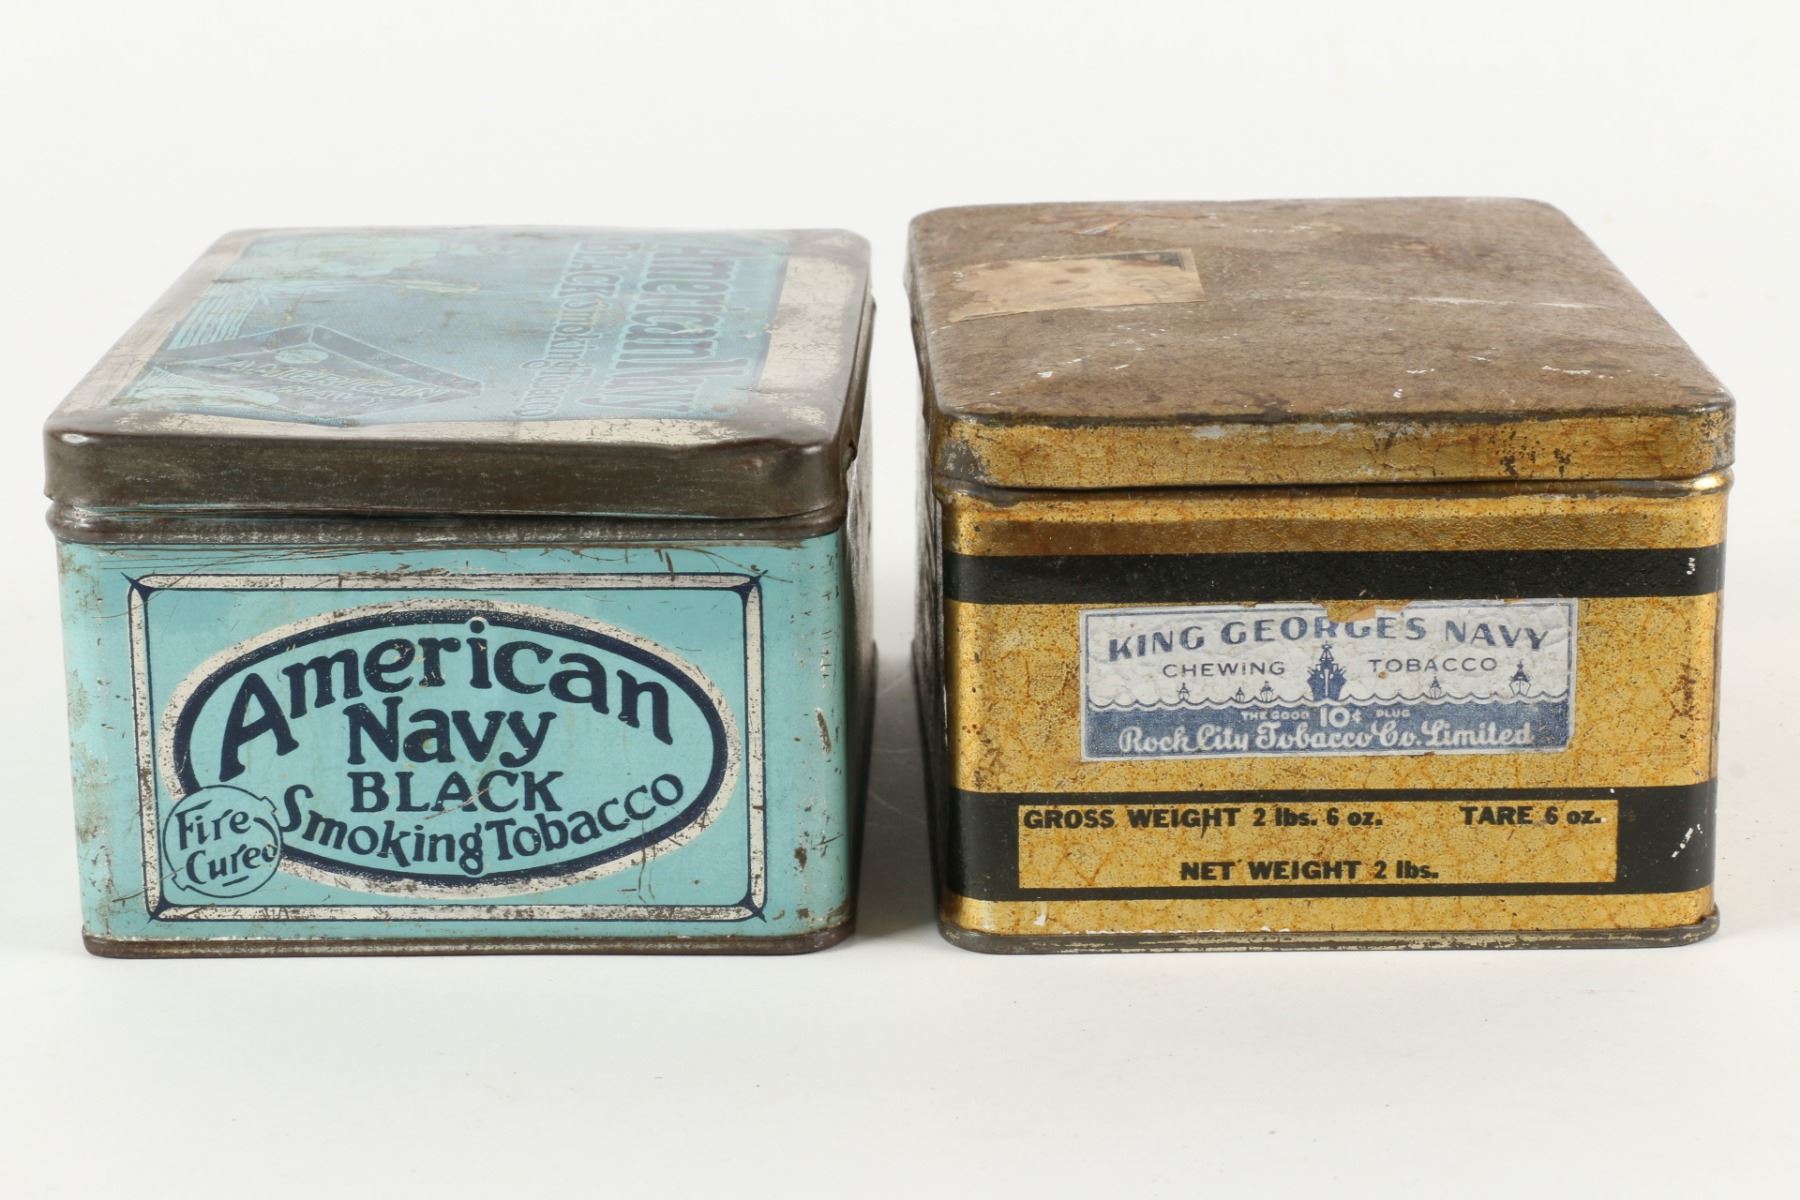 American Navy
BLACK Smoking Tobacco
AMERICAN
NAVY
American
Navy
BLACK
Smoking Tobacco
Fire
Cured
KING GEORGE'S NAVY
CHEWING TOBACCO
THE GOOD 10¢ PLUG
Rock City Tobacco Co. Limited
GROSS WEIGHT 2 lbs. 6 oz. TARE 6 oz.
NET WEIGHT 2 lbs.